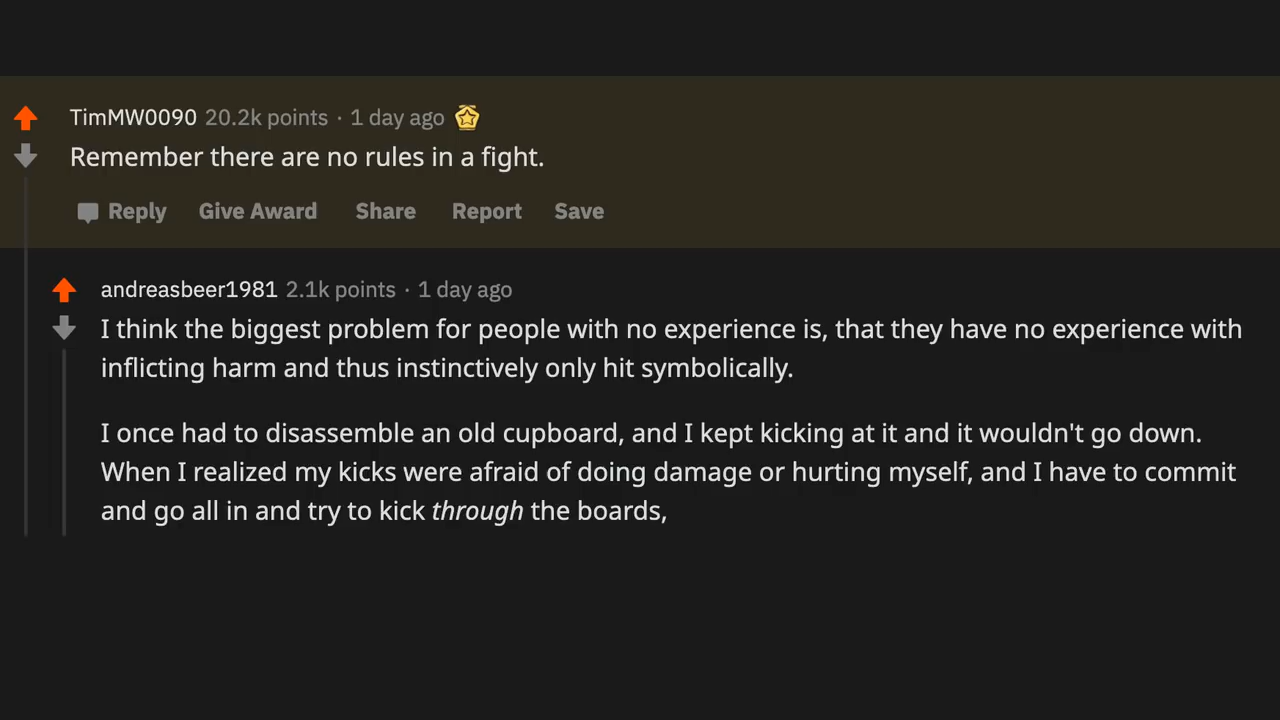 TimMW0090 20.2k points · 1 day ago
Remember there are no rules in a fight.
Reply Give Award Share Report Save
andreasbeer1981 2.1k points · 1 day ago
I think the biggest problem for people with no experience is, that they have no experience with
inflicting harm and thus instinctively only hit symbolically.
I once had to disassemble an old cupboard, and I kept kicking at it and it wouldn't go down.
When I realized my kicks were afraid of doing damage or hurting myself, and I have to commit
and go all in and try to kick through the boards,